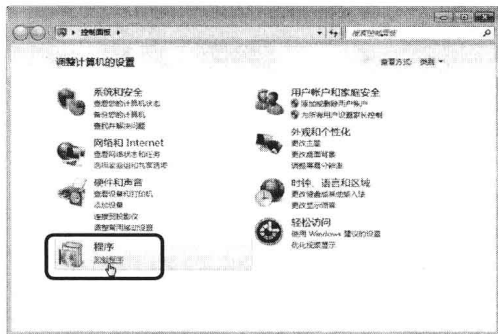 控制面板
搜索控制面板
调整计算机的设置
查看方式: 类别
系统和安全
查看您的计算机状态
备份您的计算机
查找并解决问题
网络和 Internet
查看网络状态和任务
选择家庭组和共享选项
硬件和声音
查看设备和打印机
添加设备
连接到投影仪
调整常用移动设置
程序
卸载程序
用户帐户和家庭安全
添加或删除用户帐户
为所有用户设置家长控制
外观和个性化
更改主题
更改桌面背景
调整屏幕分辨率
时钟、语言和区域
更改键盘或其他输入法
更改显示语言
轻松访问
使用 Windows 建议的设置
优化视频显示